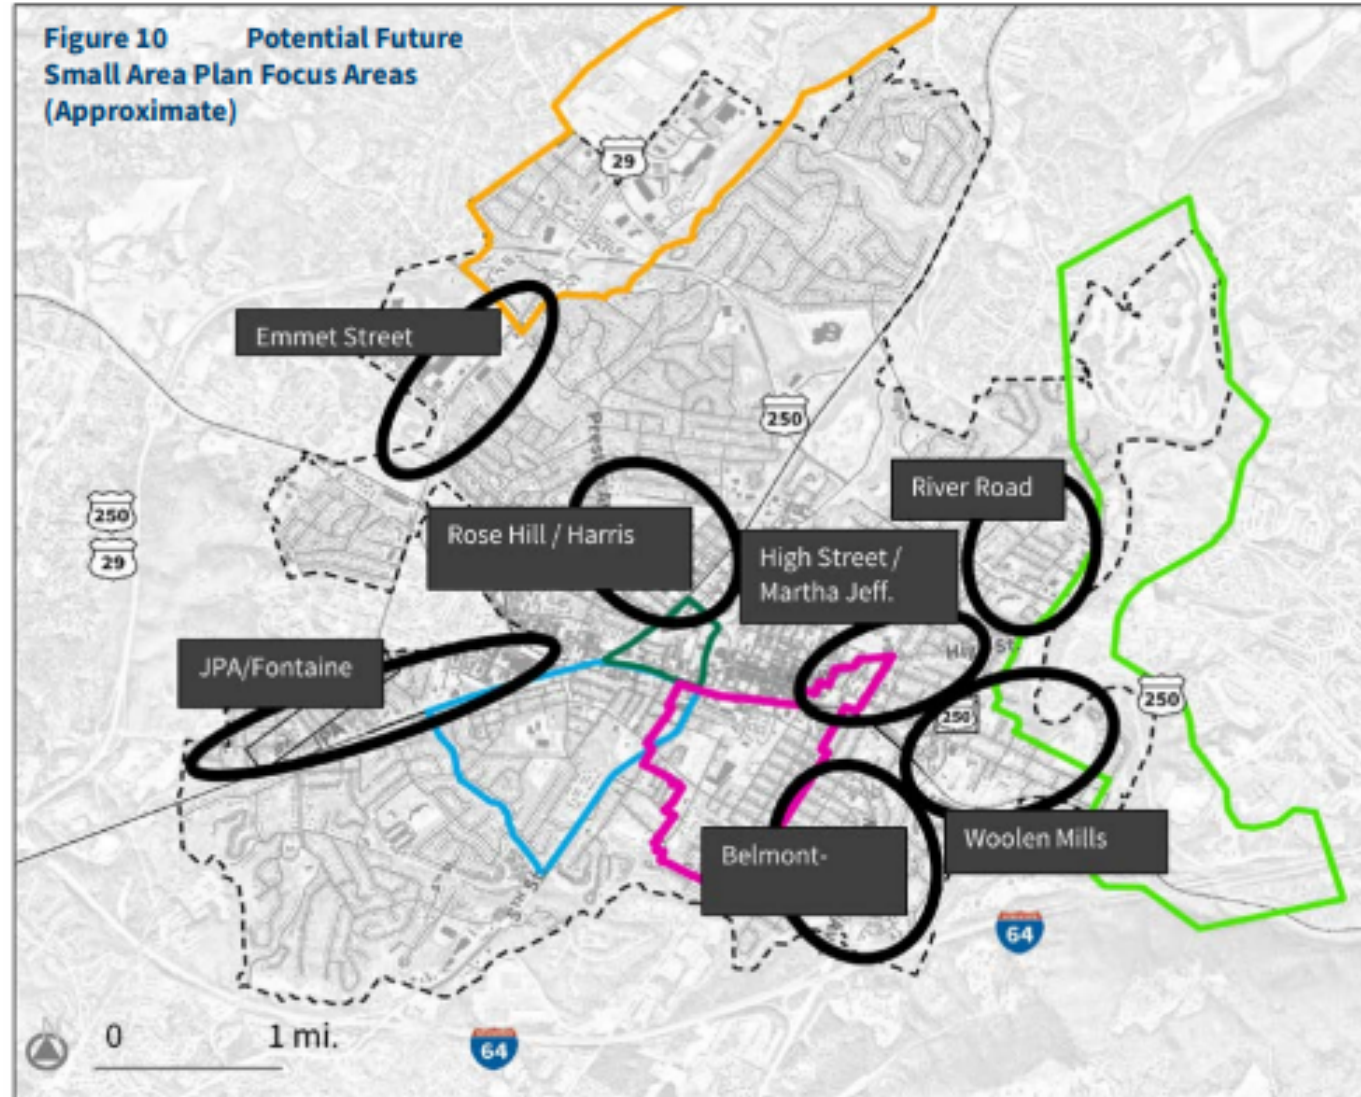 Figure 10 Potential Future
Small Area Plan Focus Areas
(Approximate)
29
Emmet Street
250
River Road
250
29
Rose Hill / Harris
High Street /
Martha Jeff.
JPA/Fontaine
250
250
Belmont-
Woolen Mills
64
0 1 mi.
64